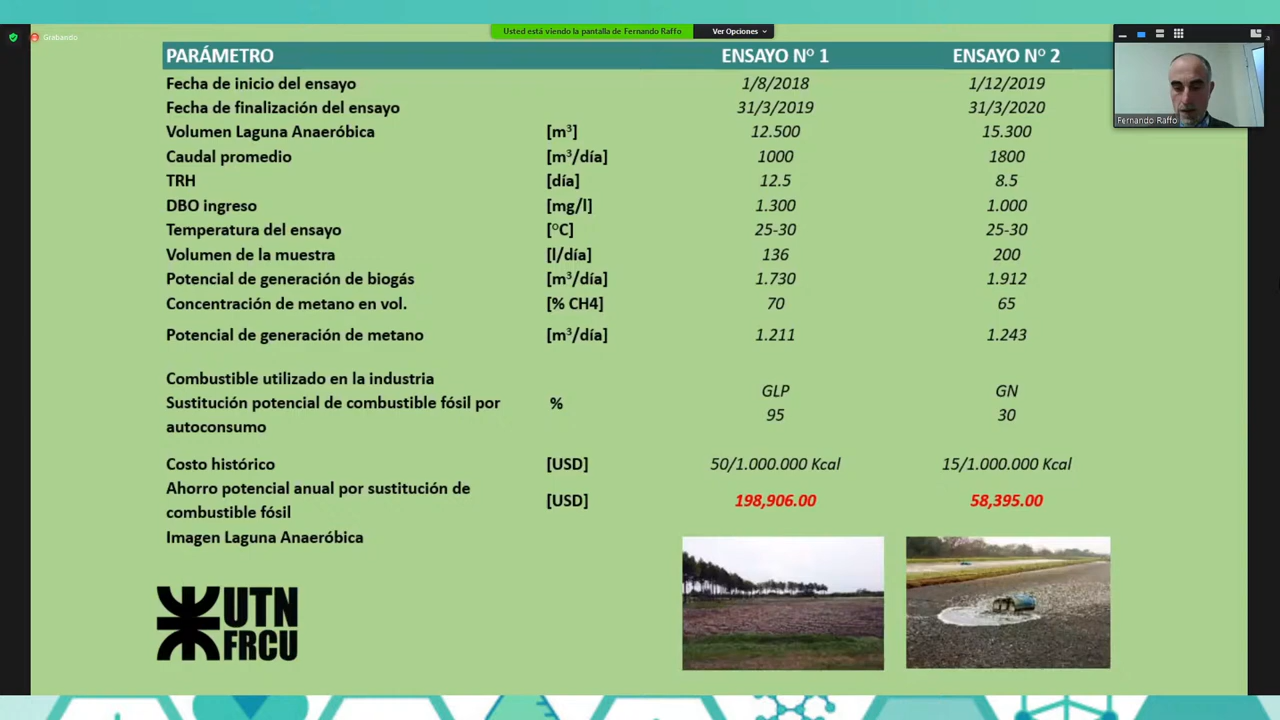 Grabando
Usted está viendo la pantalla de Fernando Raffo
Ver Opciones
PARÁMETRO ENSAYO Nº 1 ENSAYO Nº 2
Fecha de inicio del ensayo 1/8/2018 1/12/2019
Fecha de finalización del ensayo 31/3/2019 31/3/2020
Volumen Laguna Anaeróbica [m³] 12.500 15.300
Caudal promedio [m³/día] 1000 1800
TRH [día] 12.5 8.5
DBO ingreso [mg/l] 1.300 1.000
Temperatura del ensayo [ºC] 25-30 25-30
Volumen de la muestra [l/día] 136 200
Potencial de generación de biogás [m³/día] 1.730 1.912
Concentración de metano en vol. [% CH4] 70 65
Potencial de generación de metano [m³/día] 1.211 1.243
Combustible utilizado en la industria GLP GN
Sustitución potencial de combustible fósil por
autoconsumo % 95 30
Costo histórico [USD] 50/1.000.000 Kcal 15/1.000.000 Kcal
Ahorro potencial anual por sustitución de
combustible fósil [USD] 198,906.00 58,395.00
Imagen Laguna Anaeróbica
UTN
FRCU
Fernando Raffo